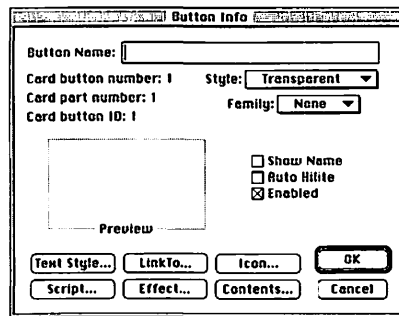 Button Info
Button Name:
Card button number: 1 Style: Transparent
Card part number: 1 Family: None
Card button ID: 1
Show Name
Auto Hilite
Enabled
Preview
Text Style... LinkTo... Icon... OK
Script... Effect... Contents... Cancel